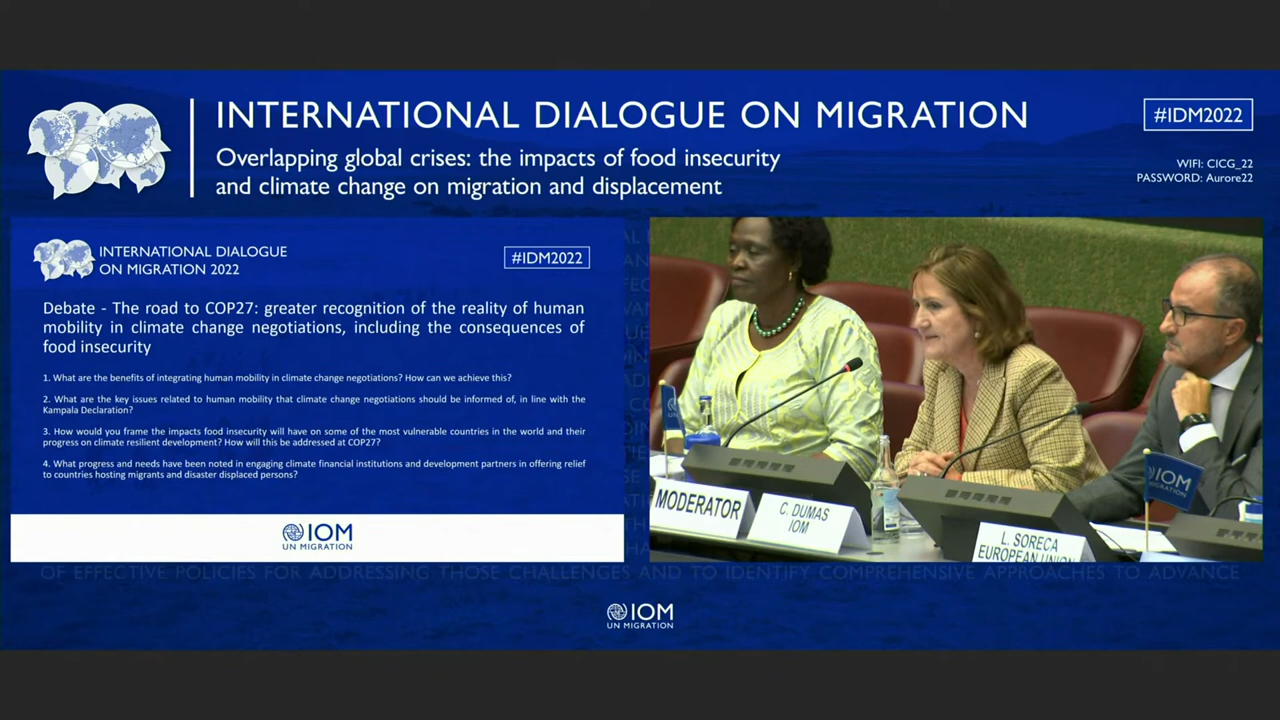 INTERNATIONAL DIALOGUE ON MIGRATION
Overlapping global crises: the impacts of food insecurity
and climate change on migration and displacement
#IDM2022
WIFI: CICG_22
PASSWORD: Aurore22
INTERNATIONAL DIALOGUE
ON MIGRATION 2022
#IDM2022
Debate - The road to COP27: greater recognition of the reality of human
mobility in climate change negotiations, including the consequences of
food insecurity
1. What are the benefits of integrating human mobility in climate change negotiations? How can we achieve this?
2. What are the key issues related to human mobility that climate change negotiations should be informed of, in line with the
Kampala Declaration?
3. How would you frame the impacts food insecurity will have on some of the most vulnerable countries in the world and their
progress on climate resilient development? How will this be addressed at COP27?
4. What progress and needs have been noted in engaging climate financial institutions and development partners in offering relief
to countries hosting migrants and disaster displaced persons?
IOM
UN MIGRATION
MODERATOR
C. DUMAS
IOM
L. SORECA
EUROPEAN UNION
IOM
UN MIGRATION
OF EFFECTIVE POLICIES FOR ADDRESSING THOSE CHALLENGES AND TO IDENTIFY COMPREHENSIVE APPROACHES TO ADVANCE
IOM
UN MIGRATION